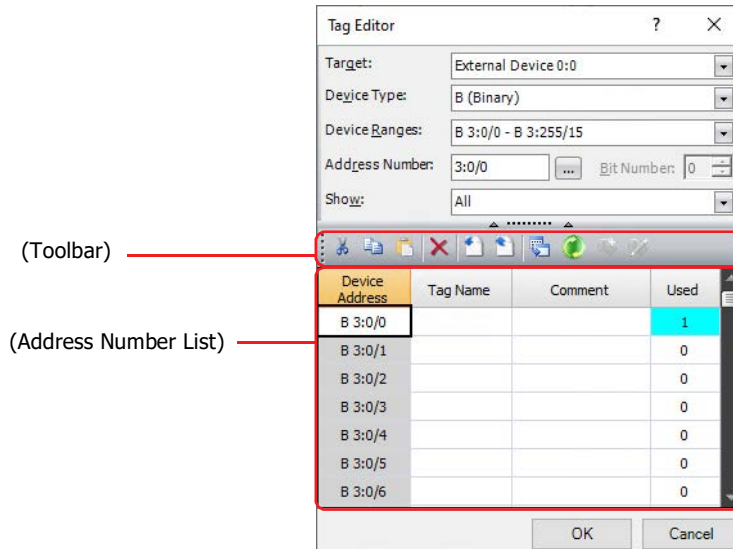 Tag Editor ? ×
Target: External Device 0:0
Device Type: B (Binary)
Device Ranges: B 3:0/0 - B 3:255/15
Address Number: 3:0/0 ... Bit Number: 0
Show: All
(Toolbar)
Device Address Tag Name Comment Used
(Address Number List)
B 3:0/0 1
B 3:0/1 0
B 3:0/2 0
B 3:0/3 0
B 3:0/4 0
B 3:0/5 0
B 3:0/6 0
OK Cancel